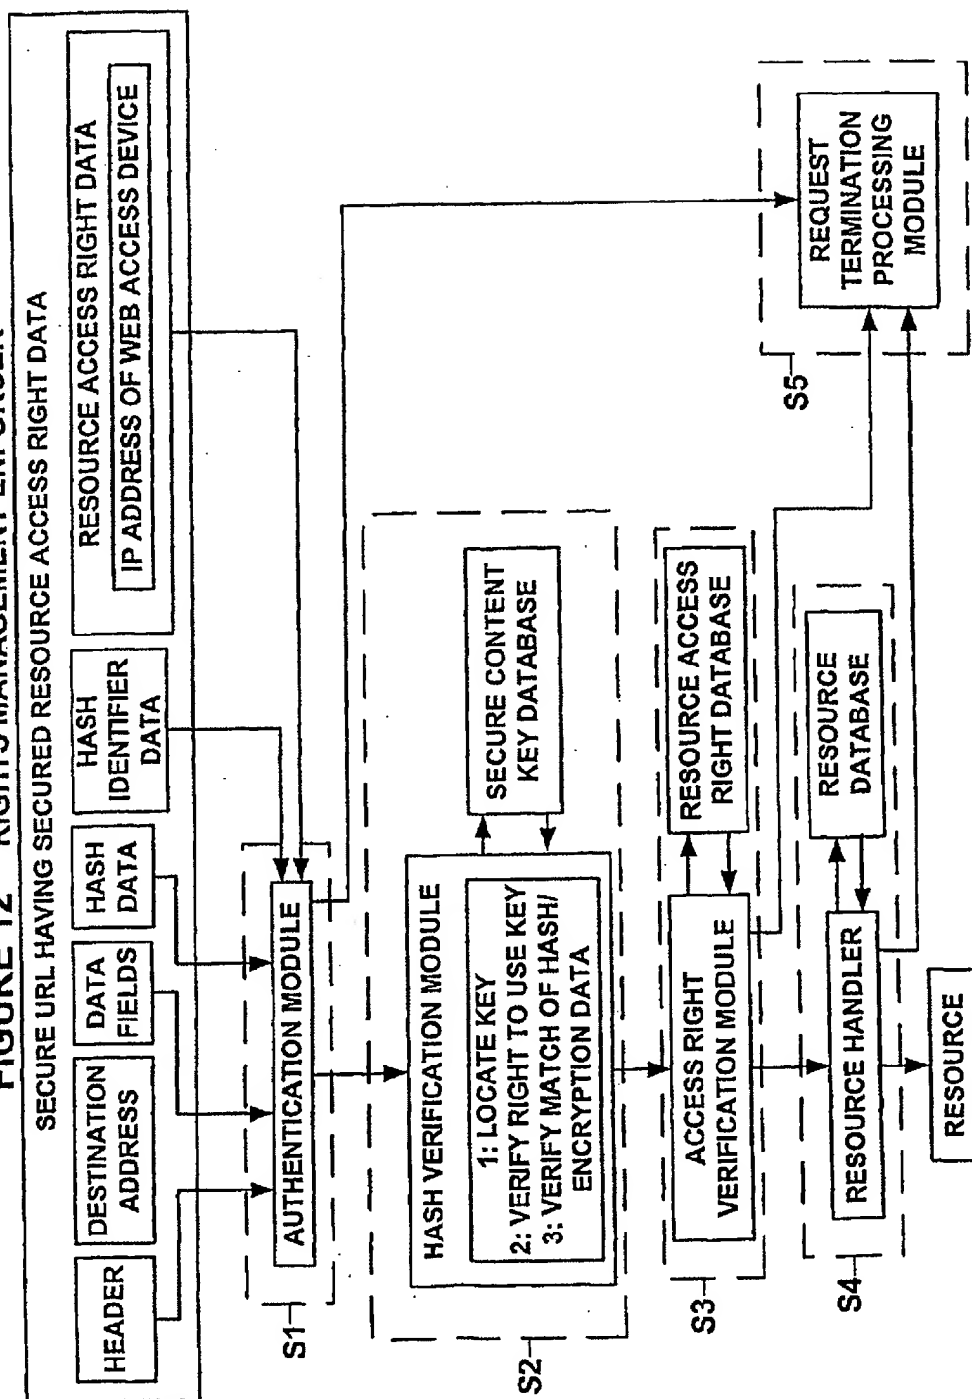 FIGURE 12 RIGHTS MANAGEMENT ENFORCER
SECURE URL HAVING SECURED RESOURCE ACCESS RIGHT DATA
HEADER
DESTINATION
ADDRESS
DATA
FIELDS
HASH
DATA
HASH
IDENTIFIER
DATA
RESOURCE ACCESS RIGHT DATA
IP ADDRESS OF WEB ACCESS DEVICE
S1
AUTHENTICATION MODULE
S2
HASH VERIFICATION MODULE
1: LOCATE KEY
2: VERIFY RIGHT TO USE KEY
3: VERIFY MATCH OF HASH/
ENCRYPTION DATA
SECURE CONTENT
KEY DATABASE
S3
ACCESS RIGHT
VERIFICATION MODULE
RESOURCE ACCESS
RIGHT DATABASE
S4
RESOURCE HANDLER
RESOURCE
DATABASE
S5
REQUEST
TERMINATION
PROCESSING
MODULE
RESOURCE